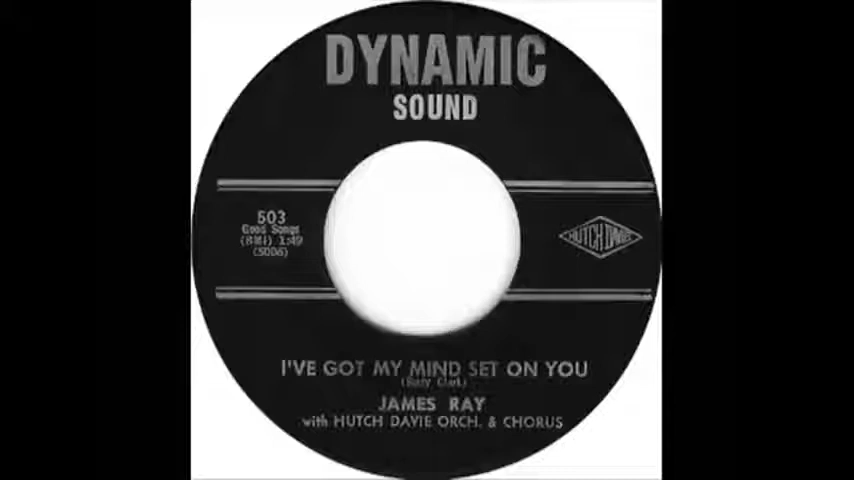 DYNAMIC
SOUND
503
Good Songs
(BMI) 1:49
(5006)
HUTCH DAVIE
I'VE GOT MY MIND SET ON YOU
(Rudy Clark)
JAMES RAY
with HUTCH DAVIE ORCH. & CHORUS